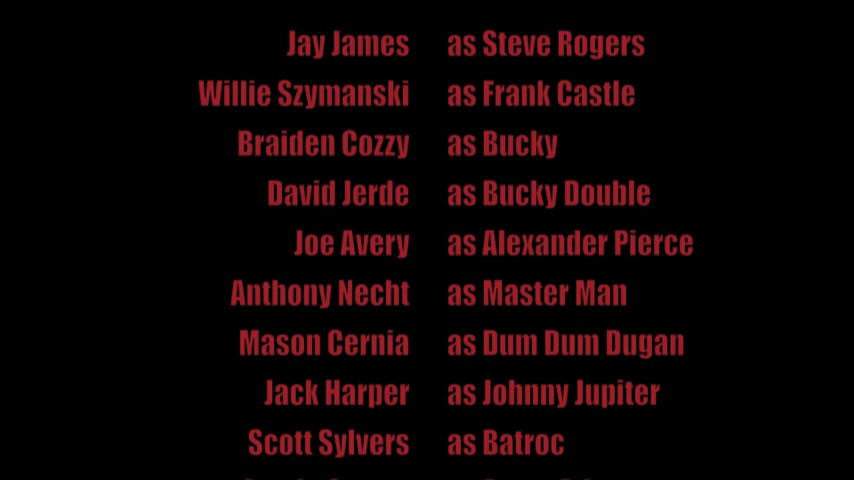 Jay James as Steve Rogers
Willie Szymanski as Frank Castle
Braiden Cozzy as Bucky
David Jerde as Bucky Double
Joe Avery as Alexander Pierce
Anthony Necht as Master Man
Mason Cernia as Dum Dum Dugan
Jack Harper as Johnny Jupiter
Scott Sylvers as Batroc